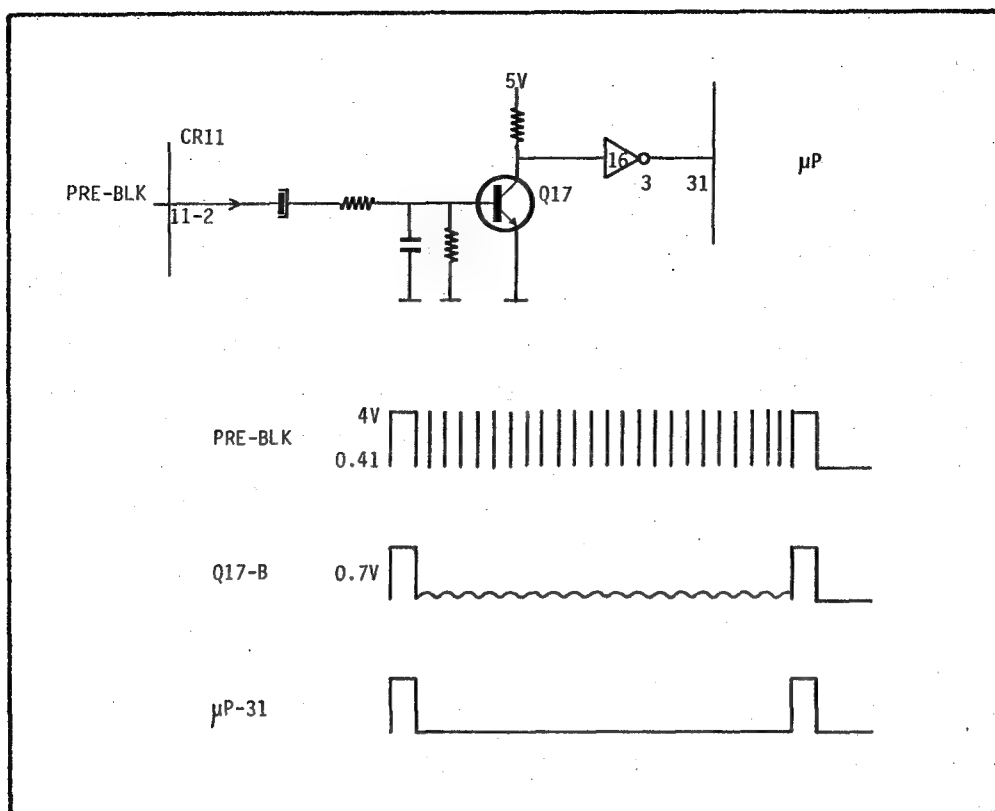 5V
CR11
PRE-BLK
11-2
16
3
31
µP
Q17
PRE-BLK
4V
0.41
Q17-B
0.7V
µP-31